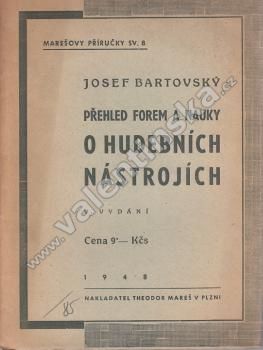 MAREŠOVY PŘÍRUČKY SV. 8
JOSEF BARTOVSKÝ
PŘEHLED FOREM A NAUKY
O HUDEBNÍCH
NÁSTROJÍCH
VYDÁNÍ
Cena 9·— Kčs
1948
NAKLADATEL THEODOR MAREŠ V PLZNI
85
www.valentinska.cz